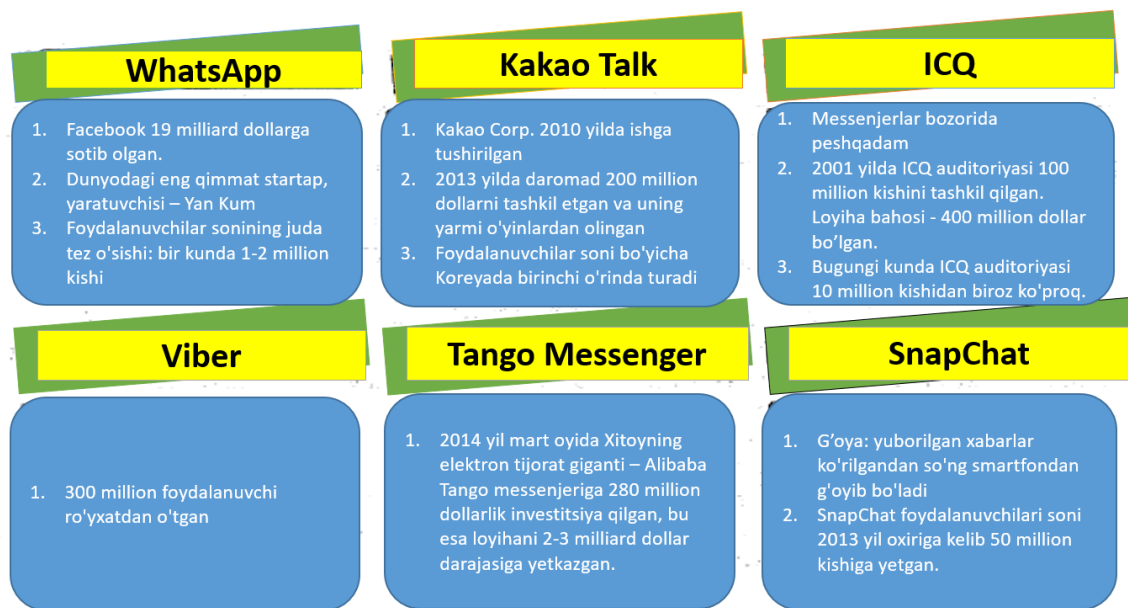 WhatsApp
1. Facebook 19 milliard dollarga
sotib olgan.
2. Dunyodagi eng qimmat startap,
yaratuvchisi – Yan Kum
3. Foydalanuvchilar sonining juda
tez o'sishi: bir kunda 1-2 million
kishi
Kakao Talk
1. Kakao Corp. 2010 yilda ishga
tushirilgan
2. 2013 yilda daromad 200 million
dollarni tashkil etgan va uning
yarmi o'yinlardan olingan
3. Foydalanuvchilar soni bo'yicha
Koreyada birinchi o'rinda turadi
ICQ
1. Messenjerlar bozorida
peshqadam
2. 2001 yilda ICQ auditoriyasi 100
million kishini tashkil qilgan.
Loyiha bahosi - 400 million dollar
bo’lgan.
3. Bugungi kunda ICQ auditoriyasi
10 million kishidan biroz ko'proq.
Viber
1. 300 million foydalanuvchi
ro'yxatdan o'tgan
Tango Messenger
1. 2014 yil mart oyida Xitoyning
elektron tijorat giganti – Alibaba
Tango messenjeriga 280 million
dollarlik investitsiya qilgan, bu
esa loyihani 2-3 milliard dollar
darajasiga yetkazgan.
SnapChat
1. G’oya: yuborilgan xabarlar
ko'rilgandan so'ng smartfondan
g'oyib bo'ladi
2. SnapChat foydalanuvchilari soni
2013 yil oxiriga kelib 50 million
kishiga yetgan.